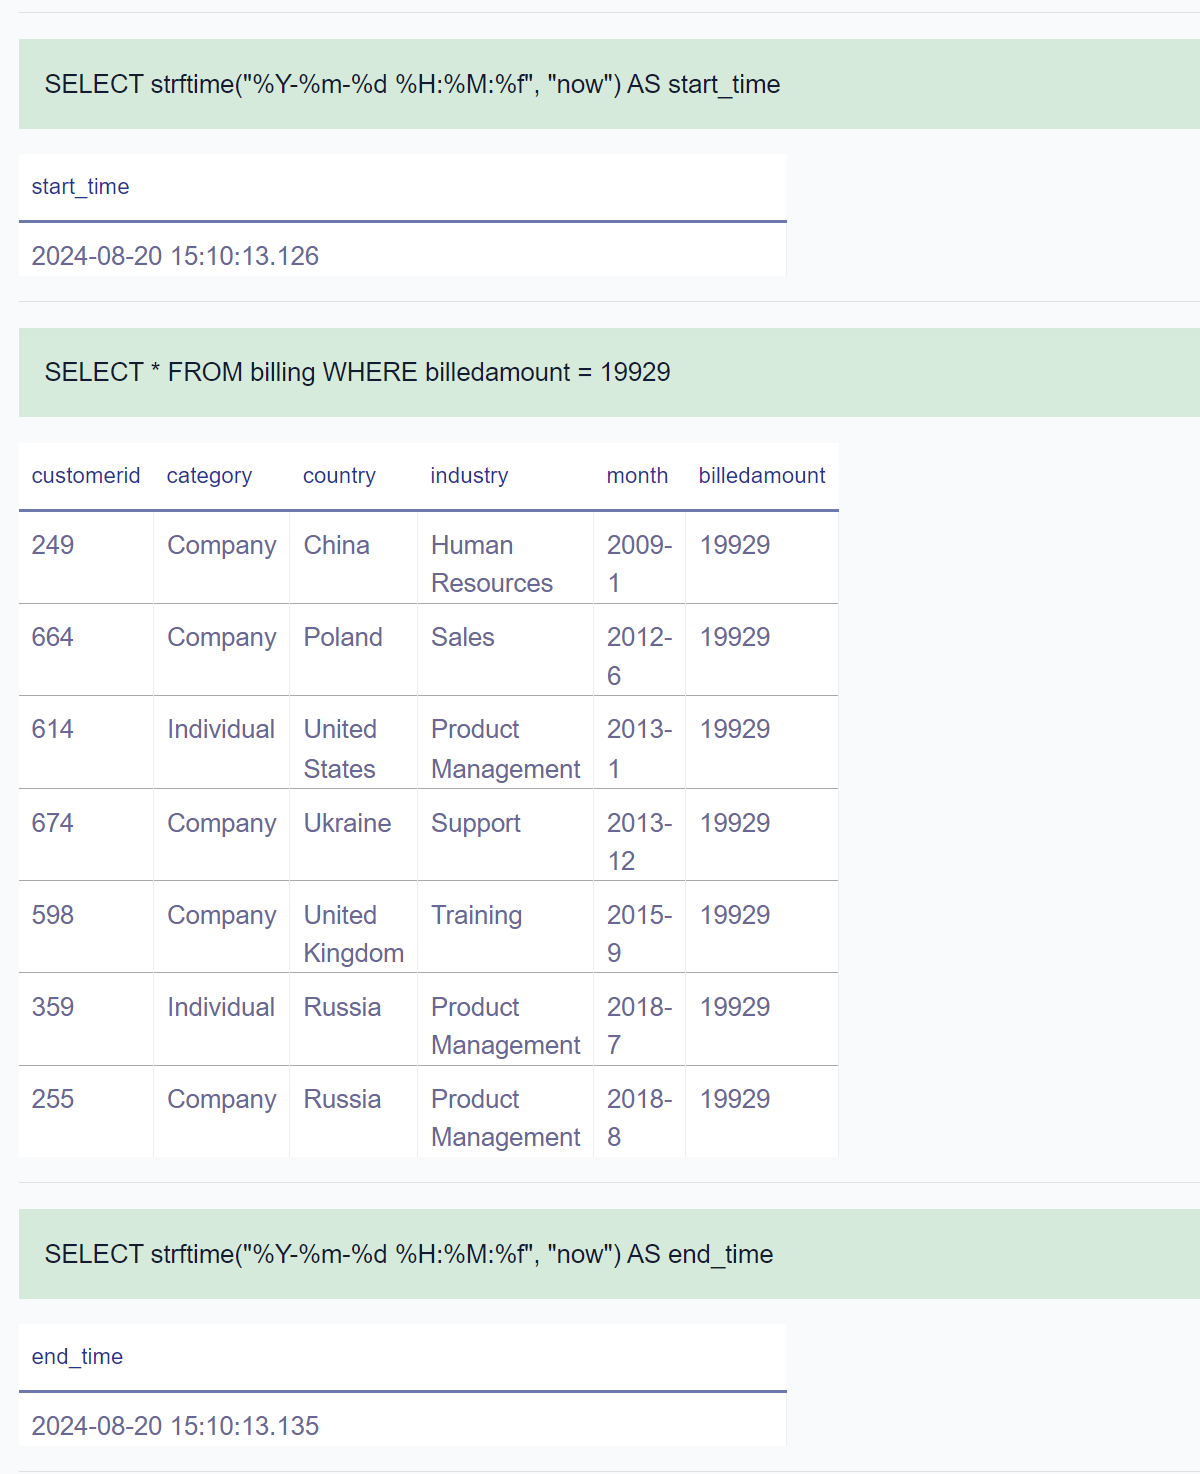 SELECT strftime("%Y-%m-%d %H:%M:%f", "now") AS start_time
start_time
2024-08-20 15:10:13.126
SELECT * FROM billing WHERE billedamount = 19929
customerid category country industry month billedamount
249 Company China Human 2009- 19929
Resources 1
664 Company Poland Sales 2012- 19929
6
614 Individual United Product 2013- 19929
States Management 1
674 Company Ukraine Support 2013- 19929
12
598 Company United Training 2015- 19929
Kingdom 9
359 Individual Russia Product 2018- 19929
Management 7
255 Company Russia Product 2018- 19929
Management 8
SELECT strftime("%Y-%m-%d %H:%M:%f", "now") AS end_time
end_time
2024-08-20 15:10:13.135